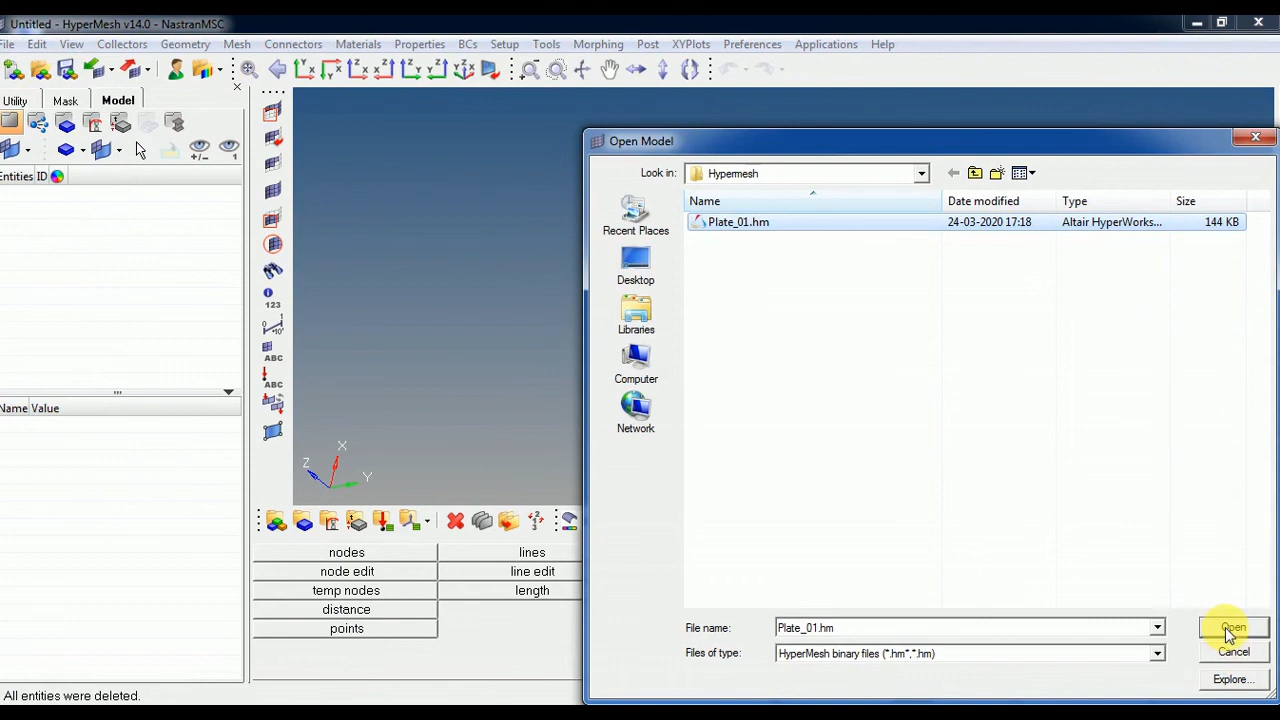 Untitled - HyperMesh v14.0 - NastranMSC
File Edit View Collectors Geometry Mesh Connectors Materials Properties BCs Setup Tools Morphing Post XYPlots Preferences Applications Help
Utility Mask Model
Entities ID
Name Value
123
ABC
ABC
X
Z
Y
nodes lines
node edit line edit
temp nodes length
distance
points
All entities were deleted.
Open Model
Look in: Hypermesh
Name Date modified Type Size
Plate_01.hm 24-03-2020 17:18 Altair HyperWorks... 144 KB
Recent Places
Desktop
Libraries
Computer
Network
File name: Plate_01.hm Open
Files of type: HyperMesh binary files (*.hm*,*.hm) Cancel
Explore...